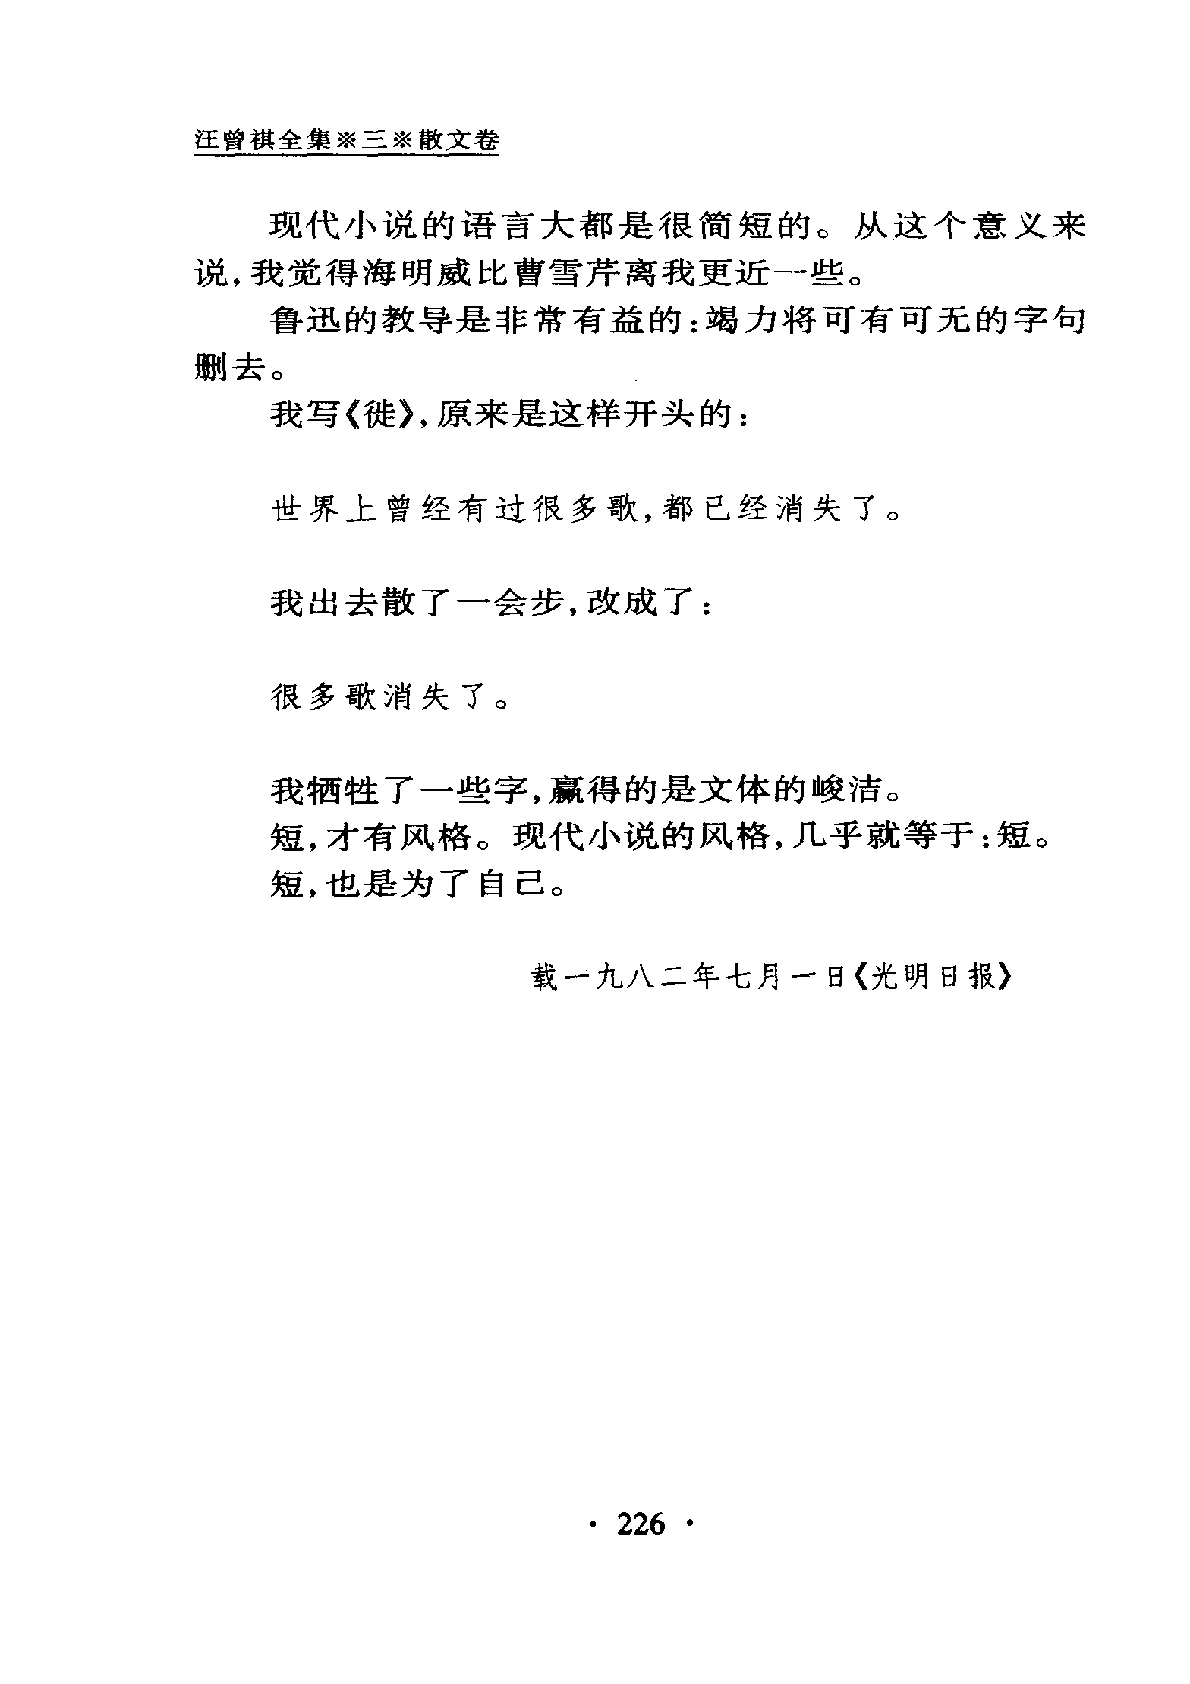 汪曾祺全集※三※散文卷
现代小说的语言大都是很简短的。从这个意义来
说,我觉得海明威比曹雪芹离我更近一些。
鲁迅的教导是非常有益的:竭力将可有可无的字句
删去。
我写《徙》,原来是这样开头的:
世界上曾经有过很多歌,都已经消失了。
我出去散了一会步,改成了:
很多歌消失了。
我牺牲了一些字,赢得的是文体的峻洁。
短,才有风格。现代小说的风格,几乎就等于:短。
短,也是为了自己。
载一九八二年七月一日《光明日报》
· 226 ·